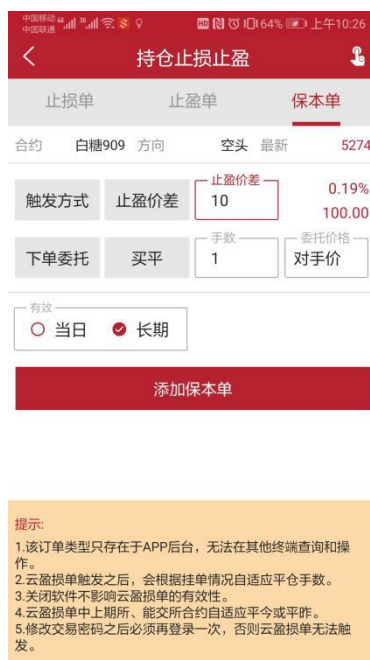 中国移动 46 36 HD 64% 上午10:26
中国联通
持仓止损止盈
止损单 止盈单 保本单
合约 白糖909 方向 空头 最新 5274
触发方式 止盈价差 止盈价差 10 0.19%
100.00
下单委托 买平 手数 1 委托价格 对手价
有效
当日 长期
添加保本单
提示:
1.该订单类型只存在于APP后台，无法在其他终端查询和操
作。
2.云盈损单触发之后，会根据挂单情况自适应平仓手数。
3.关闭软件不影响云盈损单的有效性。
4.云盈损单中上期所、能交所合约自适应平今或平昨。
5.修改交易密码之后必须再登录一次，否则云盈损单无法触
发。